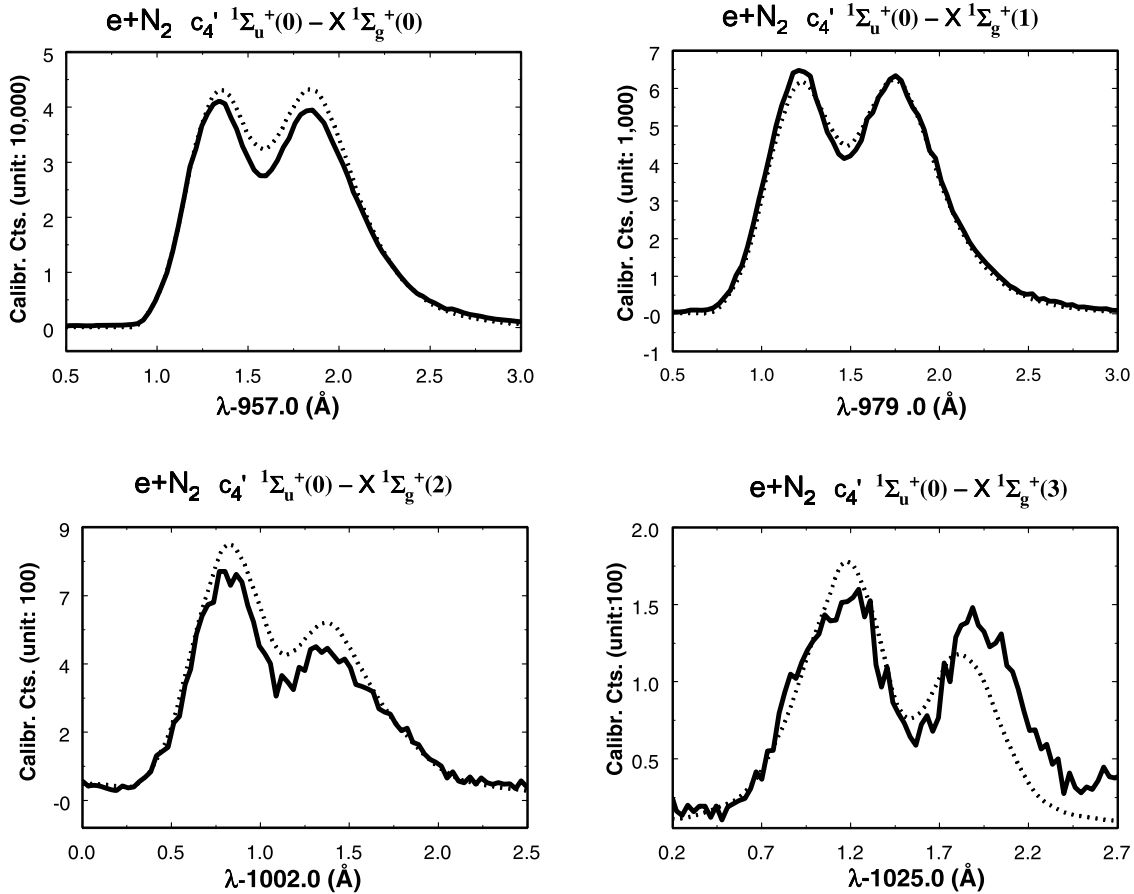 e+N₂ c₄' ¹Σᵤ⁺(0) – X ¹Σg⁺(0)
Calibr. Cts. (unit: 10,000)
5
4
3
2
1
0
0.5 1.0 1.5 2.0 2.5 3.0
λ-957.0 (Å)
e+N₂ c₄' ¹Σᵤ⁺(0) – X ¹Σg⁺(1)
Calibr. Cts. (unit: 1,000)
7
6
5
4
3
2
1
-0
-1
0.5 1.0 1.5 2.0 2.5 3.0
λ-979 .0 (Å)
e+N₂ c₄' ¹Σᵤ⁺(0) – X ¹Σg⁺(2)
Calibr. Cts. (unit: 100)
9
7
4
2
-0
0.0 0.5 1.0 1.5 2.0 2.5
λ-1002.0 (Å)
e+N₂ c₄' ¹Σᵤ⁺(0) – X ¹Σg⁺(3)
Calibr. Cts. (unit:100)
2.0
1.5
1.0
0.5
0.2 0.7 1.2 1.7 2.2 2.7
λ-1025.0 (Å)